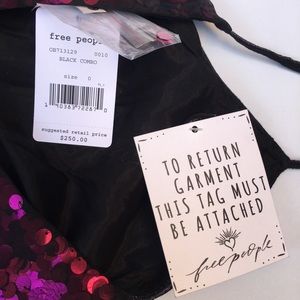 free people
OB713129 0010
BLACK COMBO
size 0
suggested retail price
$250.00
TO RETURN
GARMENT
THIS TAG MUST
BE ATTACHED
free people